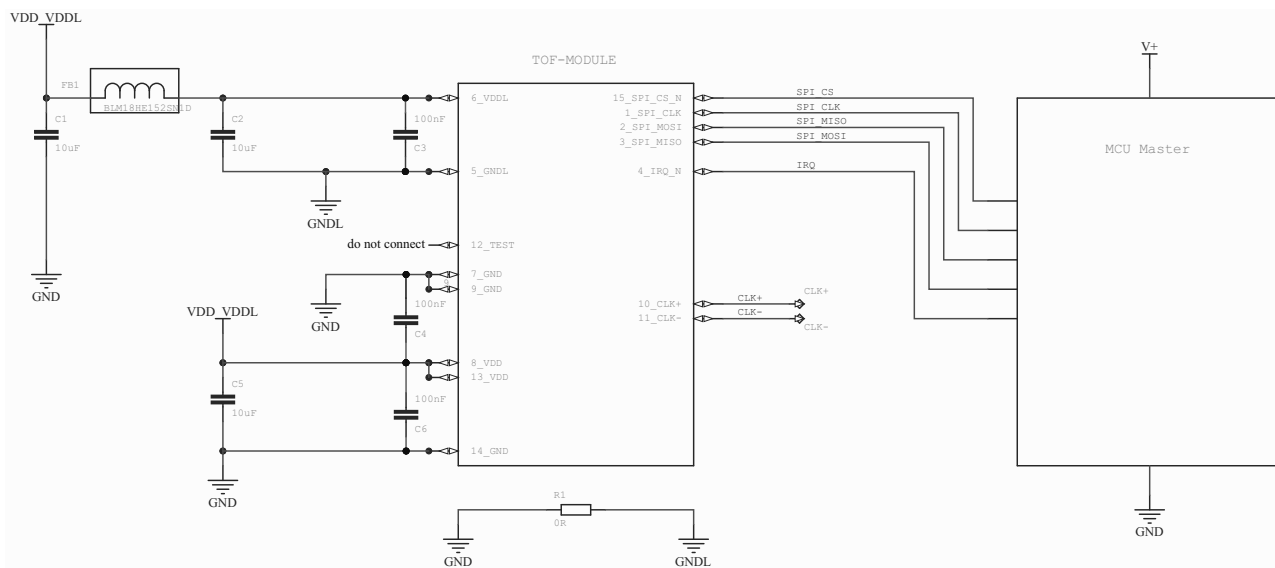 VDD_VDDL
V+
TOF-MODULE
FB1
BLM18HE152SN1D
6_VDDL
15_SPI_CS_N
SPI_CS
1_SPI_CLK
SPI_CLK
C1
C2
100nF
2_SPI_MOSI
SPI_MISO
10uF
10uF
C3
3_SPI_MISO
SPI_MOSI
MCU Master
5_GNDL
4_IRQ_N
IRQ
GNDL
do not connect
12_TEST
7_GND
9
9_GND
GND
100nF
10_CLK+
CLK+
CLK+
VDD_VDDL
GND
C4
11_CLK-
CLK-
CLK-
8_VDD
13_VDD
C5
100nF
10uF
C6
14_GND
GND
R1
0R
GND
GNDL
GND